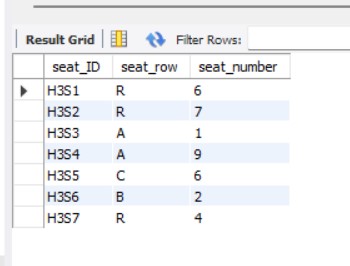 Result Grid Filter Rows:
seat_ID seat_row seat_number
H3S1 R 6
H3S2 R 7
H3S3 A 1
H3S4 A 9
H3S5 C 6
H3S6 B 2
H3S7 R 4